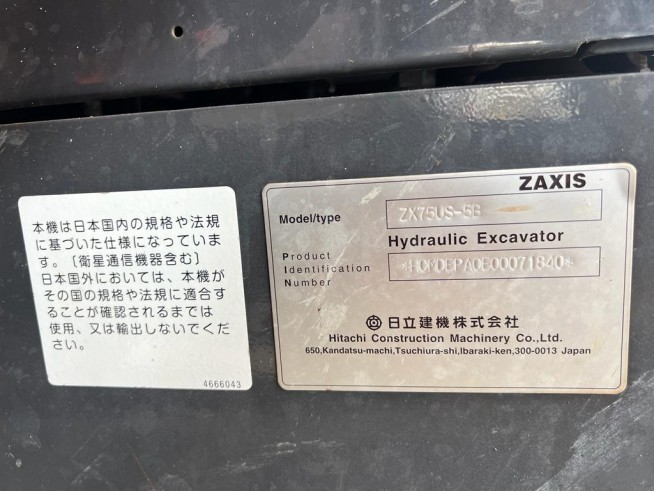 本機は日本国内の規格や法規
に基づいた仕様になっていま
す。〔衛星通信機器含む〕
日本国外においては、本機が
その国の規格や法規に適合す
ることが確認されるまでは
使用、又は輸出しないでくだ
さい。
4666043
ZAXIS
Model/type ZX75US-5B
Hydraulic Excavator
Product
Identification
Number
日立建機株式会社
Hitachi Construction Machinery Co.,Ltd.
650,Kandatsu-machi,Tsuchiura-shi,Ibaraki-ken,300-0013 Japan